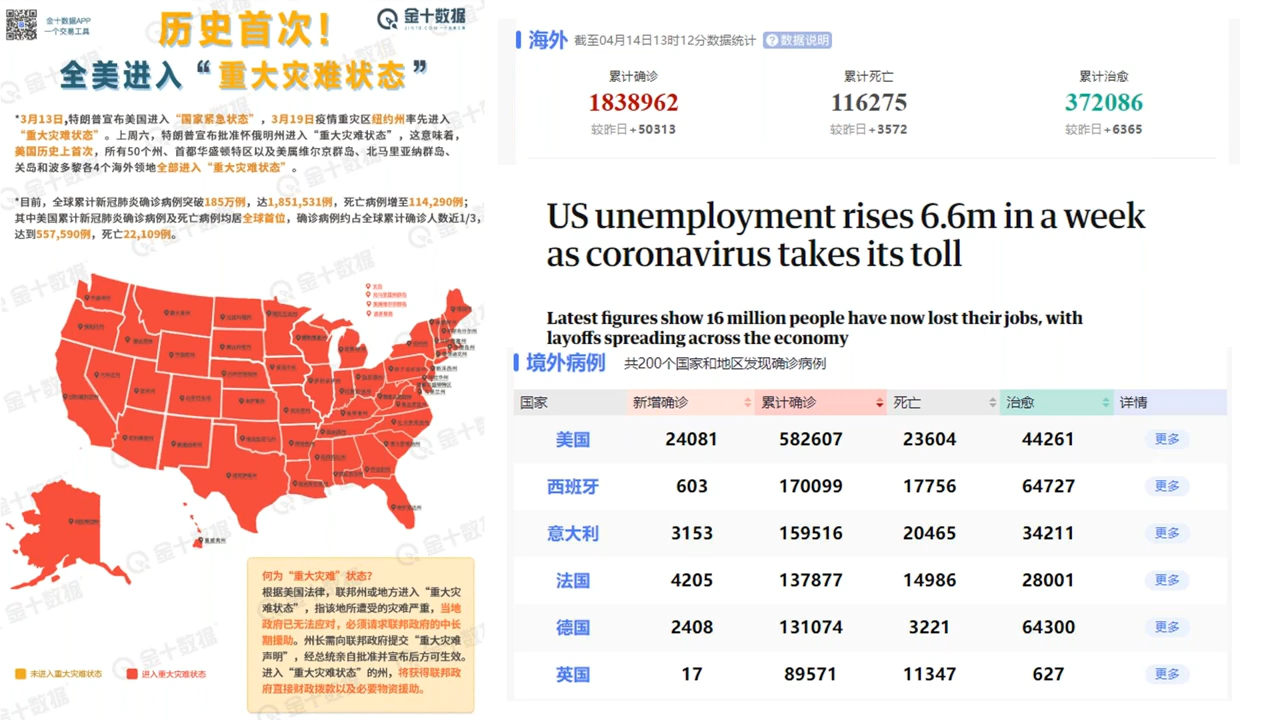 金十数据APP
一个交易工具
金十数据
JIN10.COM
历史首次！
全美进入“重大灾难状态”
*3月13日,特朗普宣布美国进入“国家紧急状态”，3月19日疫情重灾区纽约州率先进入
“重大灾难状态”。上周六，特朗普宣布批准怀俄明州进入“重大灾难状态”，这意味着，
美国历史上首次，所有50个州、首都华盛顿特区以及美属维尔京群岛、北马里亚纳群岛、
关岛和波多黎各4个海外领地全部进入“重大灾难状态”。
*目前，全球累计新冠肺炎确诊病例突破185万例，达1,851,531例，死亡病例增至114,290例；
其中美国累计新冠肺炎确诊病例及死亡病例均居全球首位，确诊病例约占全球累计确诊人数近1/3，
达到557,590例，死亡22,109例。
何为“重大灾难”状态？
根据美国法律，联邦州或地方进入“重大灾
难状态”，指该地所遭受的灾难严重，当地
政府已无法应对，必须请求联邦政府的中长
期援助。州长需向联邦政府提交“重大灾难
声明”，经总统亲自批准并宣布后方可生效。
进入“重大灾难状态”的州，将获得联邦政
府直接财政拨款以及必要物资援助。
未进入重大灾难状态
进入重大灾难状态
海外 截至04月14日13时12分数据统计 ?数据说明
累计确诊 累计死亡 累计治愈
1838962 116275 372086
较昨日+50313 较昨日+3572 较昨日+6365
US unemployment rises 6.6m in a week
as coronavirus takes its toll
Latest figures show 16 million people have now lost their jobs, with
layoffs spreading across the economy
境外病例 共200个国家和地区发现确诊病例
国家 新增确诊 累计确诊 死亡 治愈 详情
美国 24081 582607 23604 44261 更多
西班牙 603 170099 17756 64727 更多
意大利 3153 159516 20465 34211 更多
法国 4205 137877 14986 28001 更多
德国 2408 131074 3221 64300 更多
英国 17 89571 11347 627 更多